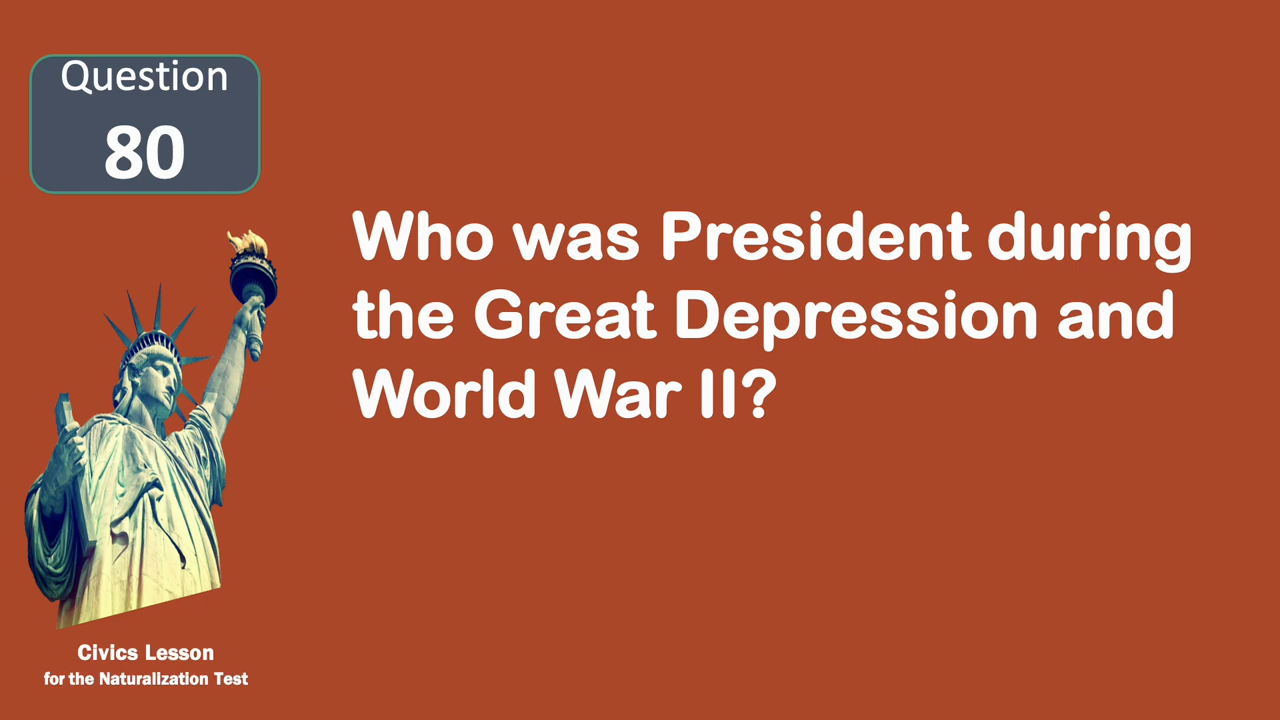 Question
80
Who was President during
the Great Depression and
World War II?
Civics Lesson
for the Naturalization Test